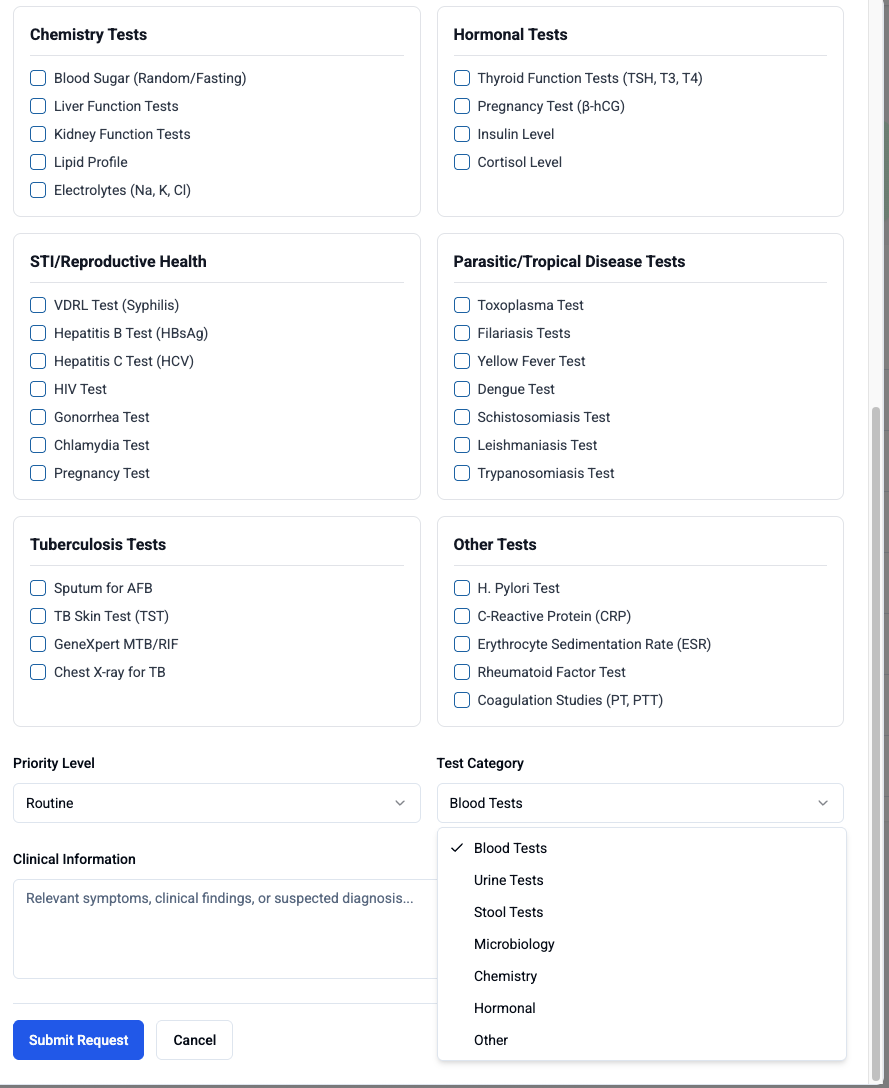 Chemistry Tests
Blood Sugar (Random/Fasting)
Liver Function Tests
Kidney Function Tests
Lipid Profile
Electrolytes (Na, K, Cl)
Hormonal Tests
Thyroid Function Tests (TSH, T3, T4)
Pregnancy Test (β-hCG)
Insulin Level
Cortisol Level
STI/Reproductive Health
VDRL Test (Syphilis)
Hepatitis B Test (HBsAg)
Hepatitis C Test (HCV)
HIV Test
Gonorrhea Test
Chlamydia Test
Pregnancy Test
Parasitic/Tropical Disease Tests
Toxoplasma Test
Filariasis Tests
Yellow Fever Test
Dengue Test
Schistosomiasis Test
Leishmaniasis Test
Trypanosomiasis Test
Tuberculosis Tests
Sputum for AFB
TB Skin Test (TST)
GeneXpert MTB/RIF
Chest X-ray for TB
Other Tests
H. Pylori Test
C-Reactive Protein (CRP)
Erythrocyte Sedimentation Rate (ESR)
Rheumatoid Factor Test
Coagulation Studies (PT, PTT)
Priority Level
Routine
Test Category
Blood Tests
Blood Tests
Urine Tests
Stool Tests
Microbiology
Chemistry
Hormonal
Other
Clinical Information
Relevant symptoms, clinical findings, or suspected diagnosis...
Submit Request
Cancel